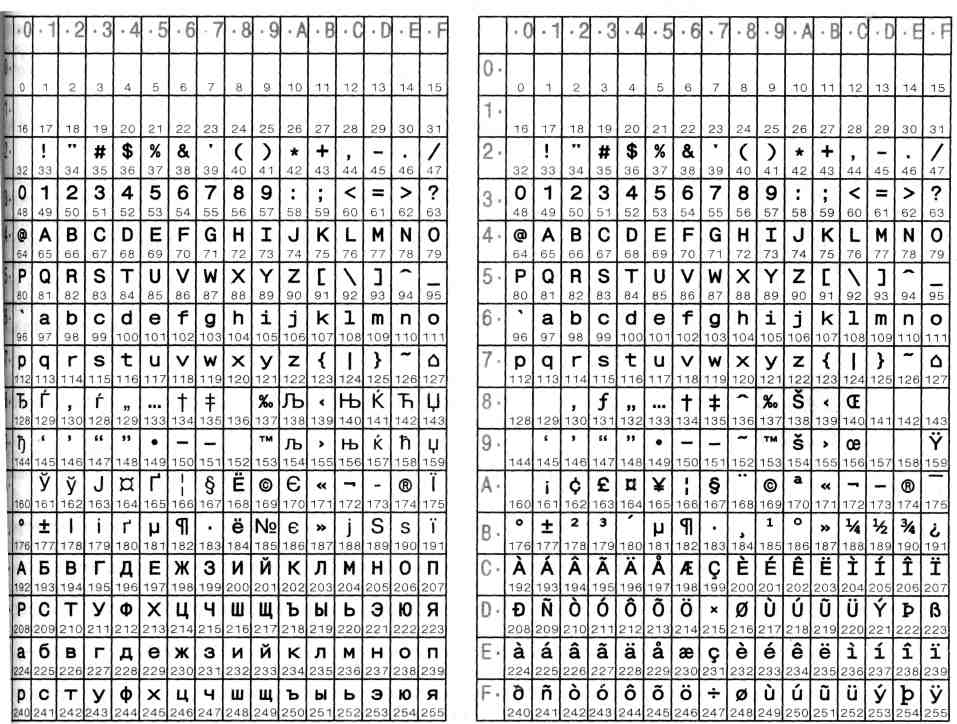 ·0 ·1 ·2 ·3 ·4 ·5 ·6 ·7 ·8 ·9 ·A ·B ·C ·D ·E ·F
0 1 2 3 4 5 6 7 8 9 10 11 12 13 14 15
16 17 18 19 20 21 22 23 24 25 26 27 28 29 30 31
! " # $ % & ' ( ) * + , - . /
32 33 34 35 36 37 38 39 40 41 42 43 44 45 46 47
0 1 2 3 4 5 6 7 8 9 : ; < = > ?
48 49 50 51 52 53 54 55 56 57 58 59 60 61 62 63
@ A B C D E F G H I J K L M N O
64 65 66 67 68 69 70 71 72 73 74 75 76 77 78 79
P Q R S T U V W X Y Z [ \ ] ^ _
80 81 82 83 84 85 86 87 88 89 90 91 92 93 94 95
` a b c d e f g h i j k l m n o
96 97 98 99 100 101 102 103 104 105 106 107 108 109 110 111
p q r s t u v w x y z { | } ~ ⌂
112 113 114 115 116 117 118 119 120 121 122 123 124 125 126 127
Ђ Ѓ ‚ ѓ „ … † ‡ ‰ Љ ‹ Њ Ќ Ћ Џ
128 129 130 129 128 133 134 135 136 137 138 139 140 141 142 143
ђ ‘ ’ “ ” • – — ™ љ › њ ќ ћ џ
144 145 146 147 148 149 150 151 152 153 154 155 156 157 158 159
Ў ў Ј ¤ Ґ ¦ § Ё © Є « ¬ - ® Ї
160 161 162 163 164 165 166 167 168 169 170 171 172 173 174 175
° ± І і ґ µ ¶ · ё № є » ј Ѕ ѕ ї
176 177 178 179 180 181 182 183 184 185 186 187 188 189 190 191
А Б В Г Д Е Ж З И Й К Л М Н О П
192 193 194 195 196 197 198 199 200 201 202 203 204 205 206 207
Р С Т У Ф Х Ц Ч Ш Щ Ъ Ы Ь Э Ю Я
208 209 210 211 212 213 214 215 216 217 218 219 220 221 222 223
а б в г д е ж з и й к л м н о п
224 225 226 227 228 229 230 231 232 233 234 235 236 237 238 239
р с т у ф х ц ч ш щ ъ ы ь э ю я
240 241 242 243 244 245 246 247 248 249 250 251 252 253 254 255
·0 ·1 ·2 ·3 ·4 ·5 ·6 ·7 ·8 ·9 ·A ·B ·C ·D ·E ·F
0·
0 1 2 3 4 5 6 7 8 9 10 11 12 13 14 15
1·
16 17 18 19 20 21 22 23 24 25 26 27 28 29 30 31
2· ! " # $ % & ' ( ) * + , - . /
32 33 34 35 36 37 38 39 40 41 42 43 44 45 46 47
3· 0 1 2 3 4 5 6 7 8 9 : ; < = > ?
48 49 50 51 52 53 54 55 56 57 58 59 60 61 62 63
4· @ A B C D E F G H I J K L M N O
64 65 66 67 68 69 70 71 72 73 74 75 76 77 78 79
5· P Q R S T U V W X Y Z [ \ ] ^ _
80 81 82 83 84 85 86 87 88 89 90 91 92 93 94 95
6· ` a b c d e f g h i j k l m n o
96 97 98 99 100 101 102 103 104 105 106 107 108 109 110 111
7· p q r s t u v w x y z { | } ~ ⌂
112 113 114 115 116 117 118 119 120 121 122 123 124 125 126 127
8· ‚ ƒ „ … † ‡ ˆ ‰ Š ‹ Œ
128 129 130 131 132 133 134 135 136 137 138 139 140 141 142 143
9· ‘ ’ “ ” • – — ˜ ™ š › œ Ÿ
144 145 146 147 148 149 150 151 152 153 154 155 156 157 158 159
A· ¡ ¢ £ ¤ ¥ ¦ § ¨ © ª « ¬ - ® ¯
160 161 162 163 164 165 166 167 168 169 170 171 172 173 174 175
B· ° ± ² ³ ´ µ ¶ · ¸ ¹ º » ¼ ½ ¾ ¿
176 177 178 179 180 181 182 183 184 185 186 187 188 189 190 191
C· À Á Â Ã Ä Å Æ Ç È É Ê Ë Ì Í Î Ï
192 193 194 195 196 197 198 199 200 201 202 203 204 205 206 207
D· Ð Ñ Ò Ó Ô Õ Ö × Ø Ù Ú Û Ü Ý Þ ß
208 209 210 211 212 213 214 215 216 217 218 219 220 221 222 223
E· à á â ã ä å æ ç è é ê ë ì í î ï
224 225 226 227 228 229 230 231 232 233 234 235 236 237 238 239
F· ð ñ ò ó ô õ ö ÷ ø ù ú û ü ý þ ÿ
240 241 242 243 244 245 246 247 248 249 250 251 252 253 254 255